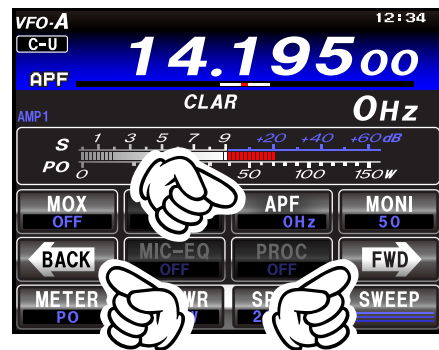 VFO-A 12:34
C-U
14.19500
APF
CLAR 0Hz
AMP1
S 1 3 5 7 9 +20 +40 +60dB
PO 0 50 100 150W
MOX APF MONI
OFF 0Hz 50
BACK MIC-EQ PROC FWD
OFF OFF
METER SWEEP
PO